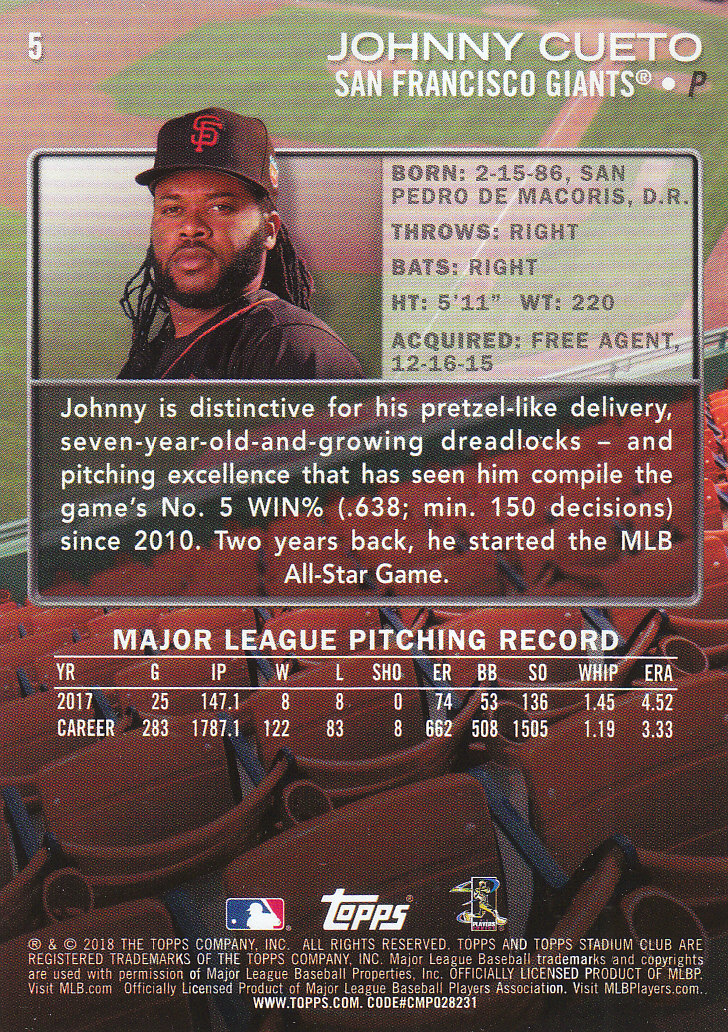 5
JOHNNY CUETO
SAN FRANCISCO GIANTS® • P
SF
BORN: 2-15-86, SAN
PEDRO DE MACORIS, D.R.
THROWS: RIGHT
BATS: RIGHT
HT: 5'11" WT: 220
ACQUIRED: FREE AGENT,
12-16-15
Johnny is distinctive for his pretzel-like delivery,
seven-year-old-and-growing dreadlocks – and
pitching excellence that has seen him compile the
game's No. 5 WIN% (.638; min. 150 decisions)
since 2010. Two years back, he started the MLB
All-Star Game.
MAJOR LEAGUE PITCHING RECORD
YR G IP W L SHO ER BB SO WHIP ERA
2017 25 147.1 8 8 0 74 53 136 1.45 4.52
CAREER 283 1787.1 122 83 8 662 508 1505 1.19 3.33
topps®
PLAYERS
® & © 2018 THE TOPPS COMPANY, INC. ALL RIGHTS RESERVED. TOPPS AND TOPPS STADIUM CLUB ARE
REGISTERED TRADEMARKS OF THE TOPPS COMPANY, INC. Major League Baseball trademarks and copyrights
are used with permission of Major League Baseball Properties, Inc. OFFICIALLY LICENSED PRODUCT OF MLBP.
Visit MLB.com Officially Licensed Product of Major League Baseball Players Association. Visit MLBPlayers.com.
WWW.TOPPS.COM. CODE#CMP028231